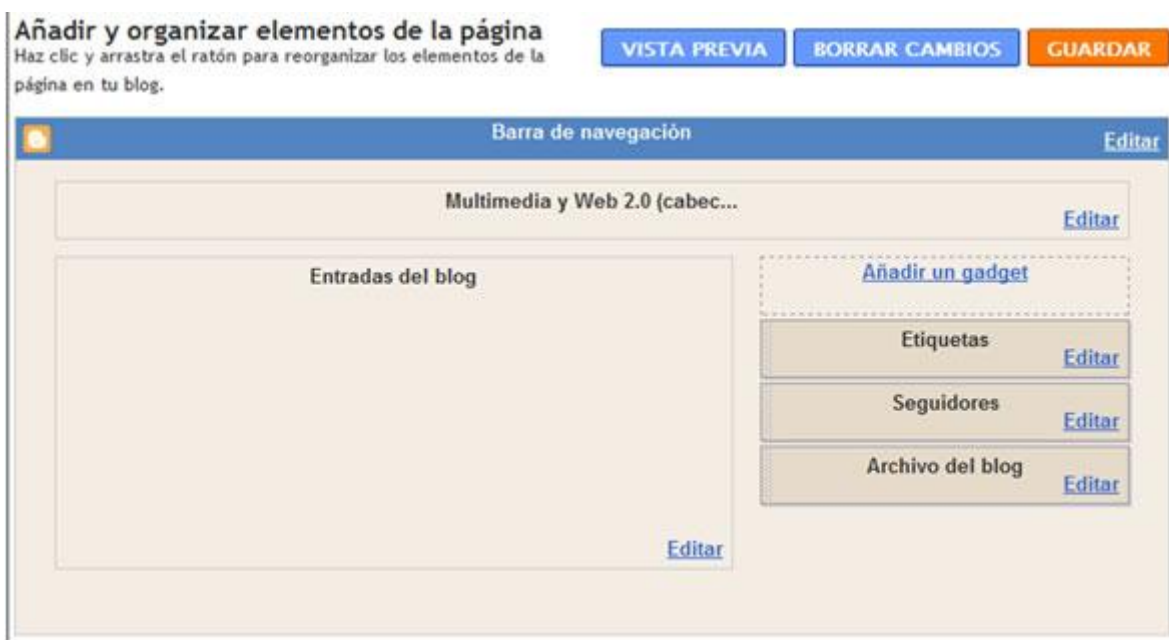 Añadir y organizar elementos de la página
Haz clic y arrastra el ratón para reorganizar los elementos de la
página en tu blog.
VISTA PREVIA
BORRAR CAMBIOS
GUARDAR
Barra de navegación
Editar
Multimedia y Web 2.0 (cabec...
Editar
Entradas del blog
Editar
Añadir un gadget
Etiquetas
Editar
Seguidores
Editar
Archivo del blog
Editar